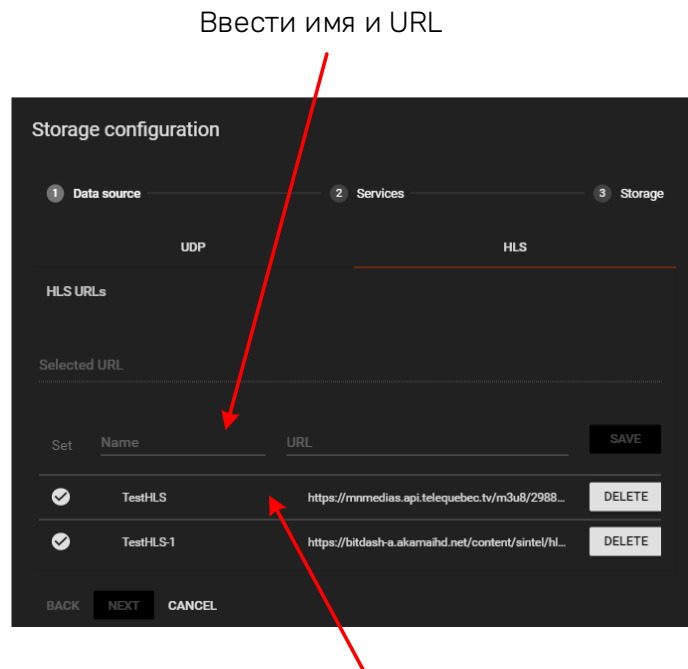 Ввести имя и URL
Storage configuration
1 Data source 2 Services 3 Storage
UDP HLS
HLS URLs
Selected URL
Set Name URL SAVE
TestHLS https://mnmedias.api.telequebec.tv/m3u8/2988... DELETE
TestHLS-1 https://bitdash-a.akamaihd.net/content/sintel/hl... DELETE
BACK NEXT CANCEL